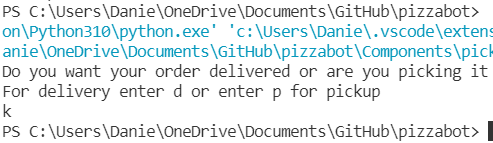 PS C:\Users\Danie\OneDrive\Documents\GitHub\pizzabot>
on\Python310\python.exe' 'c:\Users\Danie\.vscode\exten
anie\OneDrive\Documents\GitHub\pizzabot\Components\pick
Do you want your order delivered or are you picking it
For delivery enter d or enter p for pickup
k
PS C:\Users\Danie\OneDrive\Documents\GitHub\pizzabot>